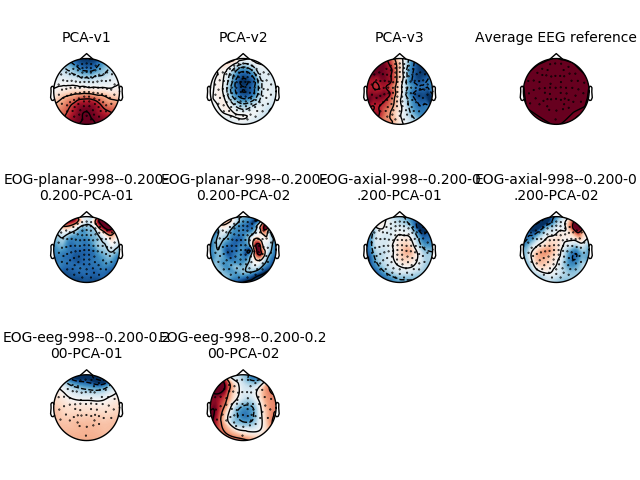 PCA-v1
PCA-v2
PCA-v3
Average EEG reference
EOG-planar-998--0.200-
0.200-PCA-01
EOG-planar-998--0.200-
0.200-PCA-02
EOG-axial-998--0.200-0
.200-PCA-01
EOG-axial-998--0.200-0
.200-PCA-02
EOG-eeg-998--0.200-0.2
00-PCA-01
EOG-eeg-998--0.200-0.2
00-PCA-02